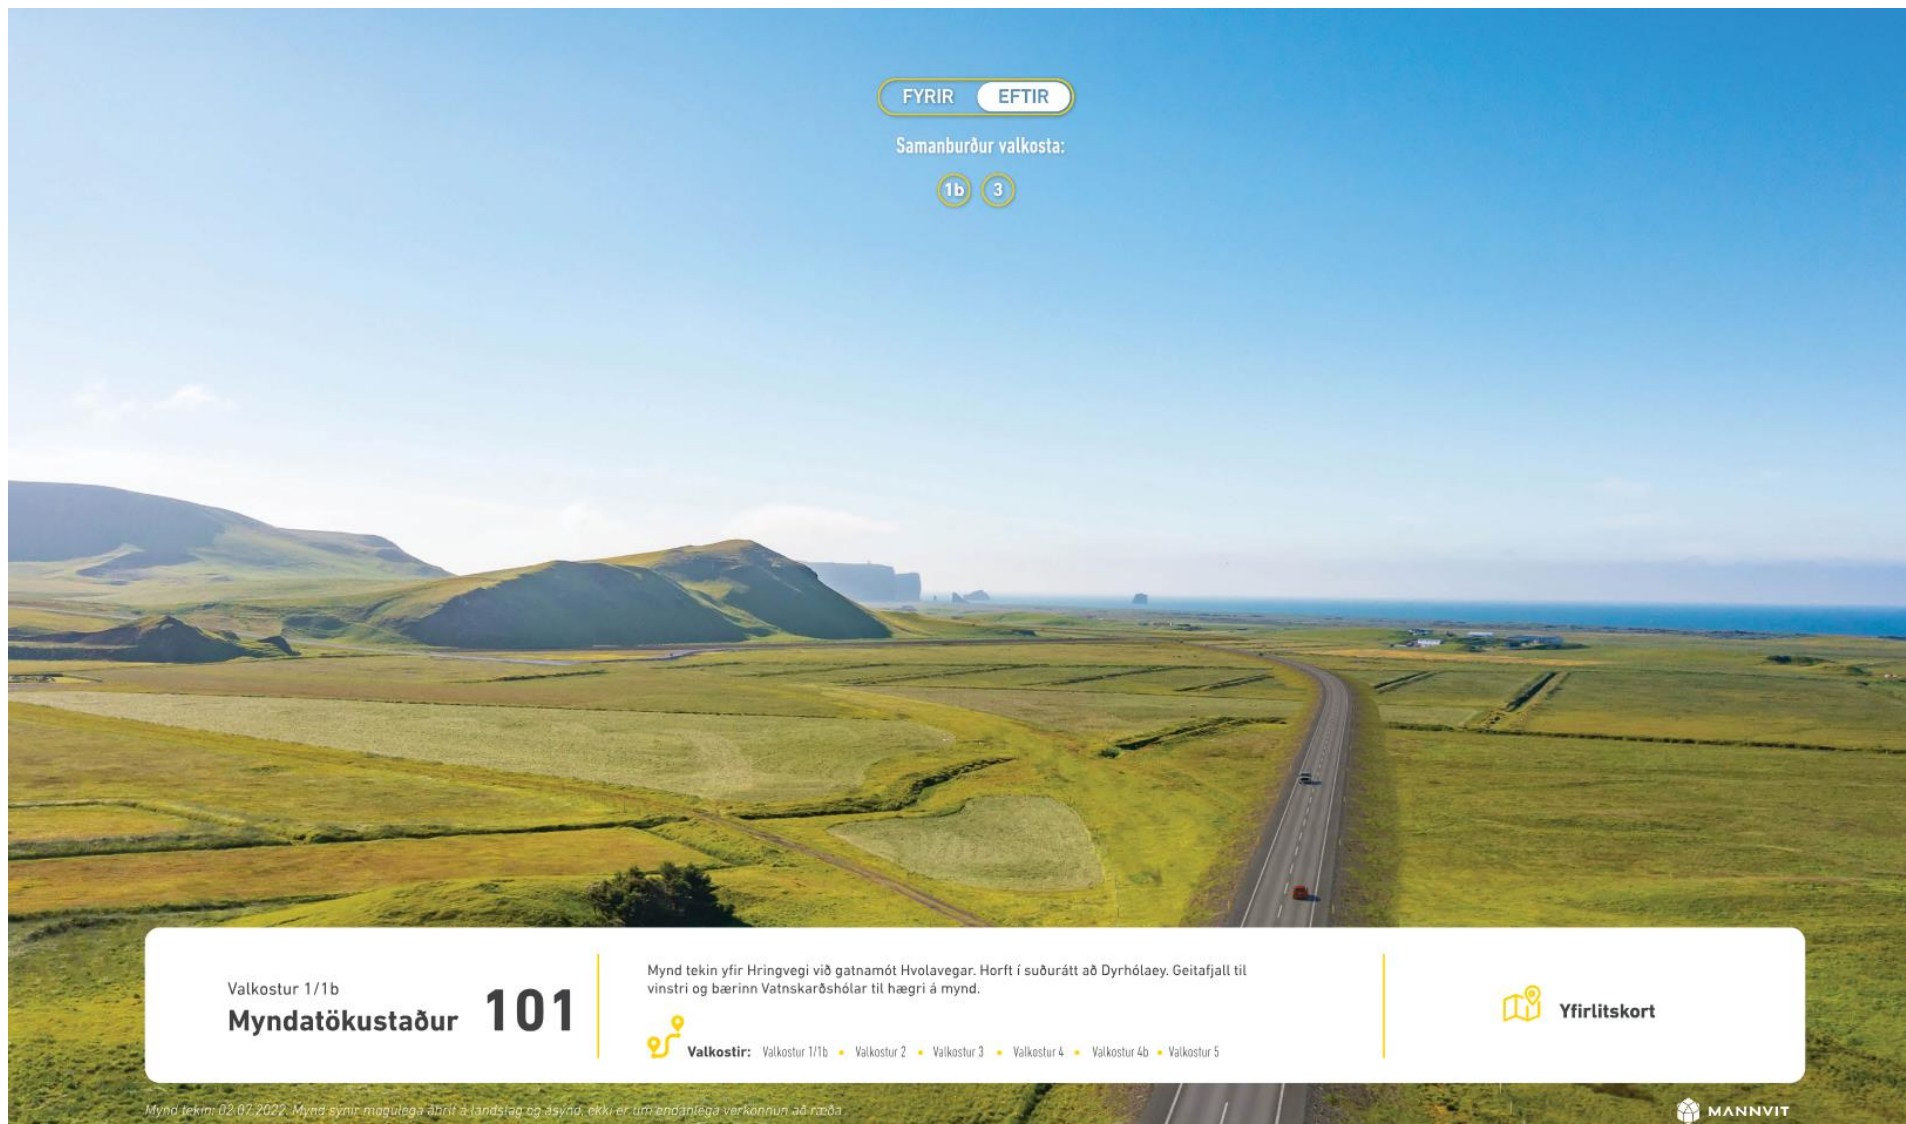 FYRIR EFTIR
Samanburður valkosta:
1b 3
Valkostur 1/1b
Myndatökustaður 101
Mynd tekin yfir Hringvegi við gatnamót Hvolavegar. Horft í suðurátt að Dyrhólaey. Geitafjall til
vinstri og bærinn Vatnskarðshólar til hægri á mynd.
Valkostir: Valkostur 1/1b • Valkostur 2 • Valkostur 3 • Valkostur 4 • Valkostur 4b • Valkostur 5
Yfirlitskort
Mynd tekin: 02.07.2022. Mynd sýnir mögulega áhrif á landslag og ásýnd, ekki er um endanlega verkönnun að ræða
MANNVIT